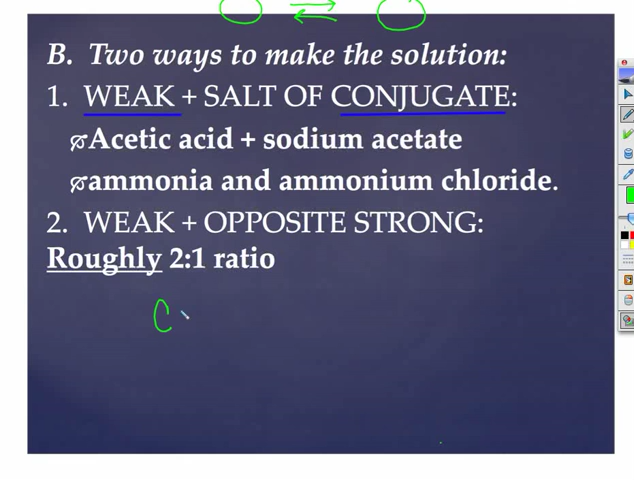 B. Two ways to make the solution:
1. WEAK + SALT OF CONJUGATE:
Acetic acid + sodium acetate
ammonia and ammonium chloride.
2. WEAK + OPPOSITE STRONG:
Roughly 2:1 ratio
C